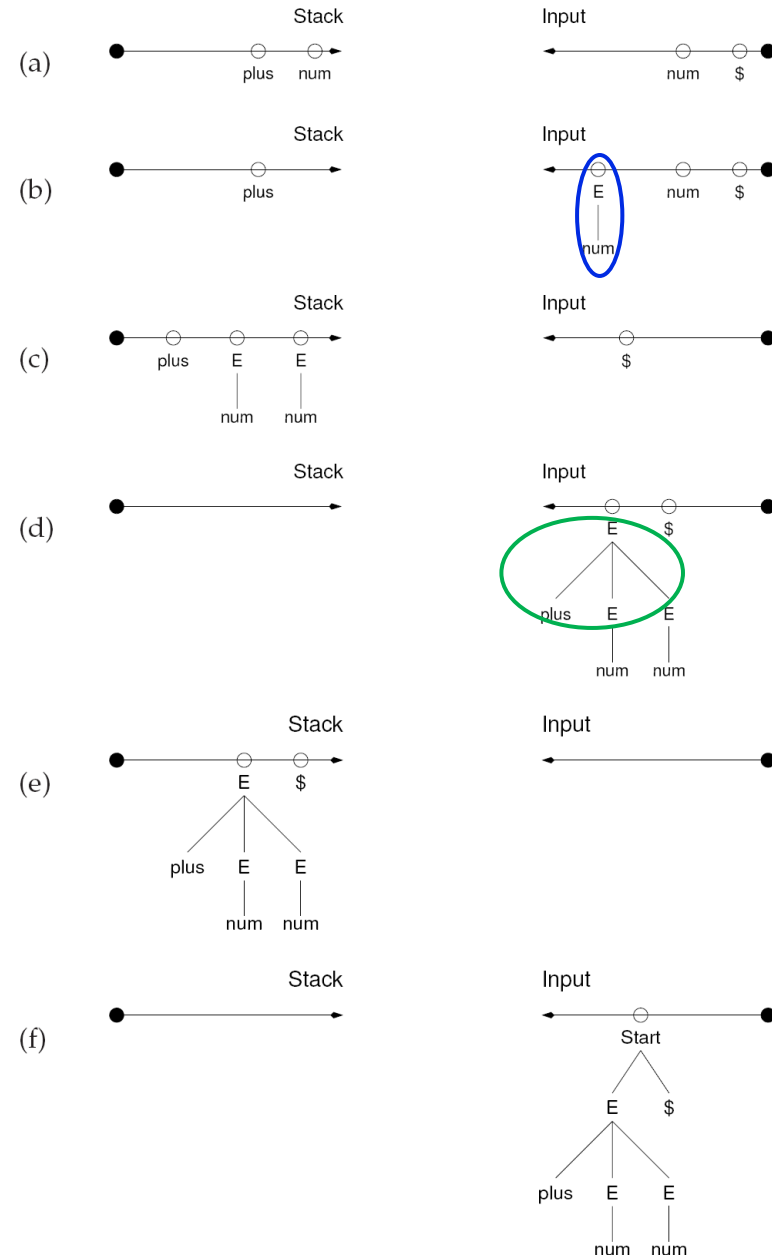 Stack Input
(a)
plus num num $
Stack Input
(b)
plus E num $
num
Stack Input
(c)
plus E E $
num num
Stack Input
(d)
E $
plus E E
num num
Stack Input
(e)
E $
plus E E
num num
Stack Input
(f)
Start
E $
plus E E
num num